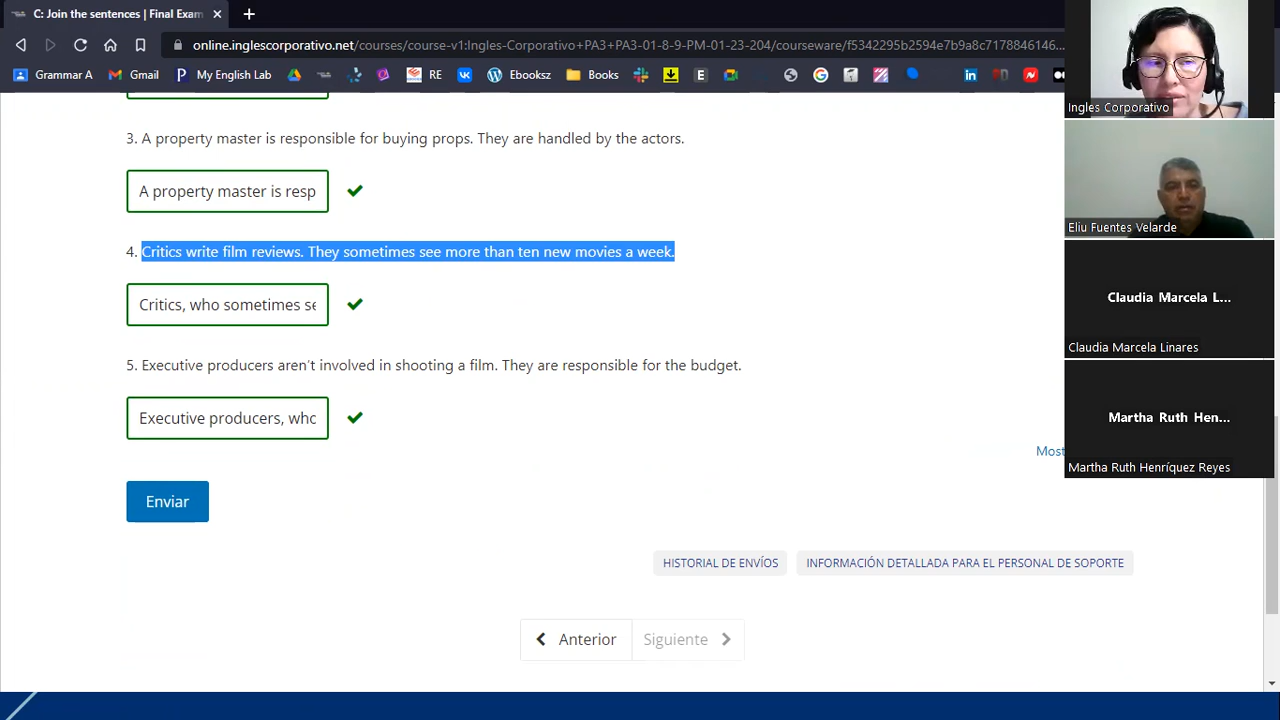 C: Join the sentences | Final Exam
online.inglescorporativo.net/courses/course-v1:Ingles-Corporativo+PA3+PA3-01-8-9-PM-01-23-204/courseware/f5342295b2594e7b9a8c7178846146...
Grammar A
Gmail
My English Lab
RE
Ebooksz
Books
3. A property master is responsible for buying props. They are handled by the actors.
A property master is resp
4. Critics write film reviews. They sometimes see more than ten new movies a week.
Critics, who sometimes se
5. Executive producers aren’t involved in shooting a film. They are responsible for the budget.
Executive producers, who
Most
Enviar
HISTORIAL DE ENVÍOS
INFORMACIÓN DETALLADA PARA EL PERSONAL DE SOPORTE
Anterior
Siguiente
Ingles Corporativo
Eliu Fuentes Velarde
Claudia Marcela L...
Claudia Marcela Linares
Martha Ruth Hen...
Martha Ruth Henríquez Reyes